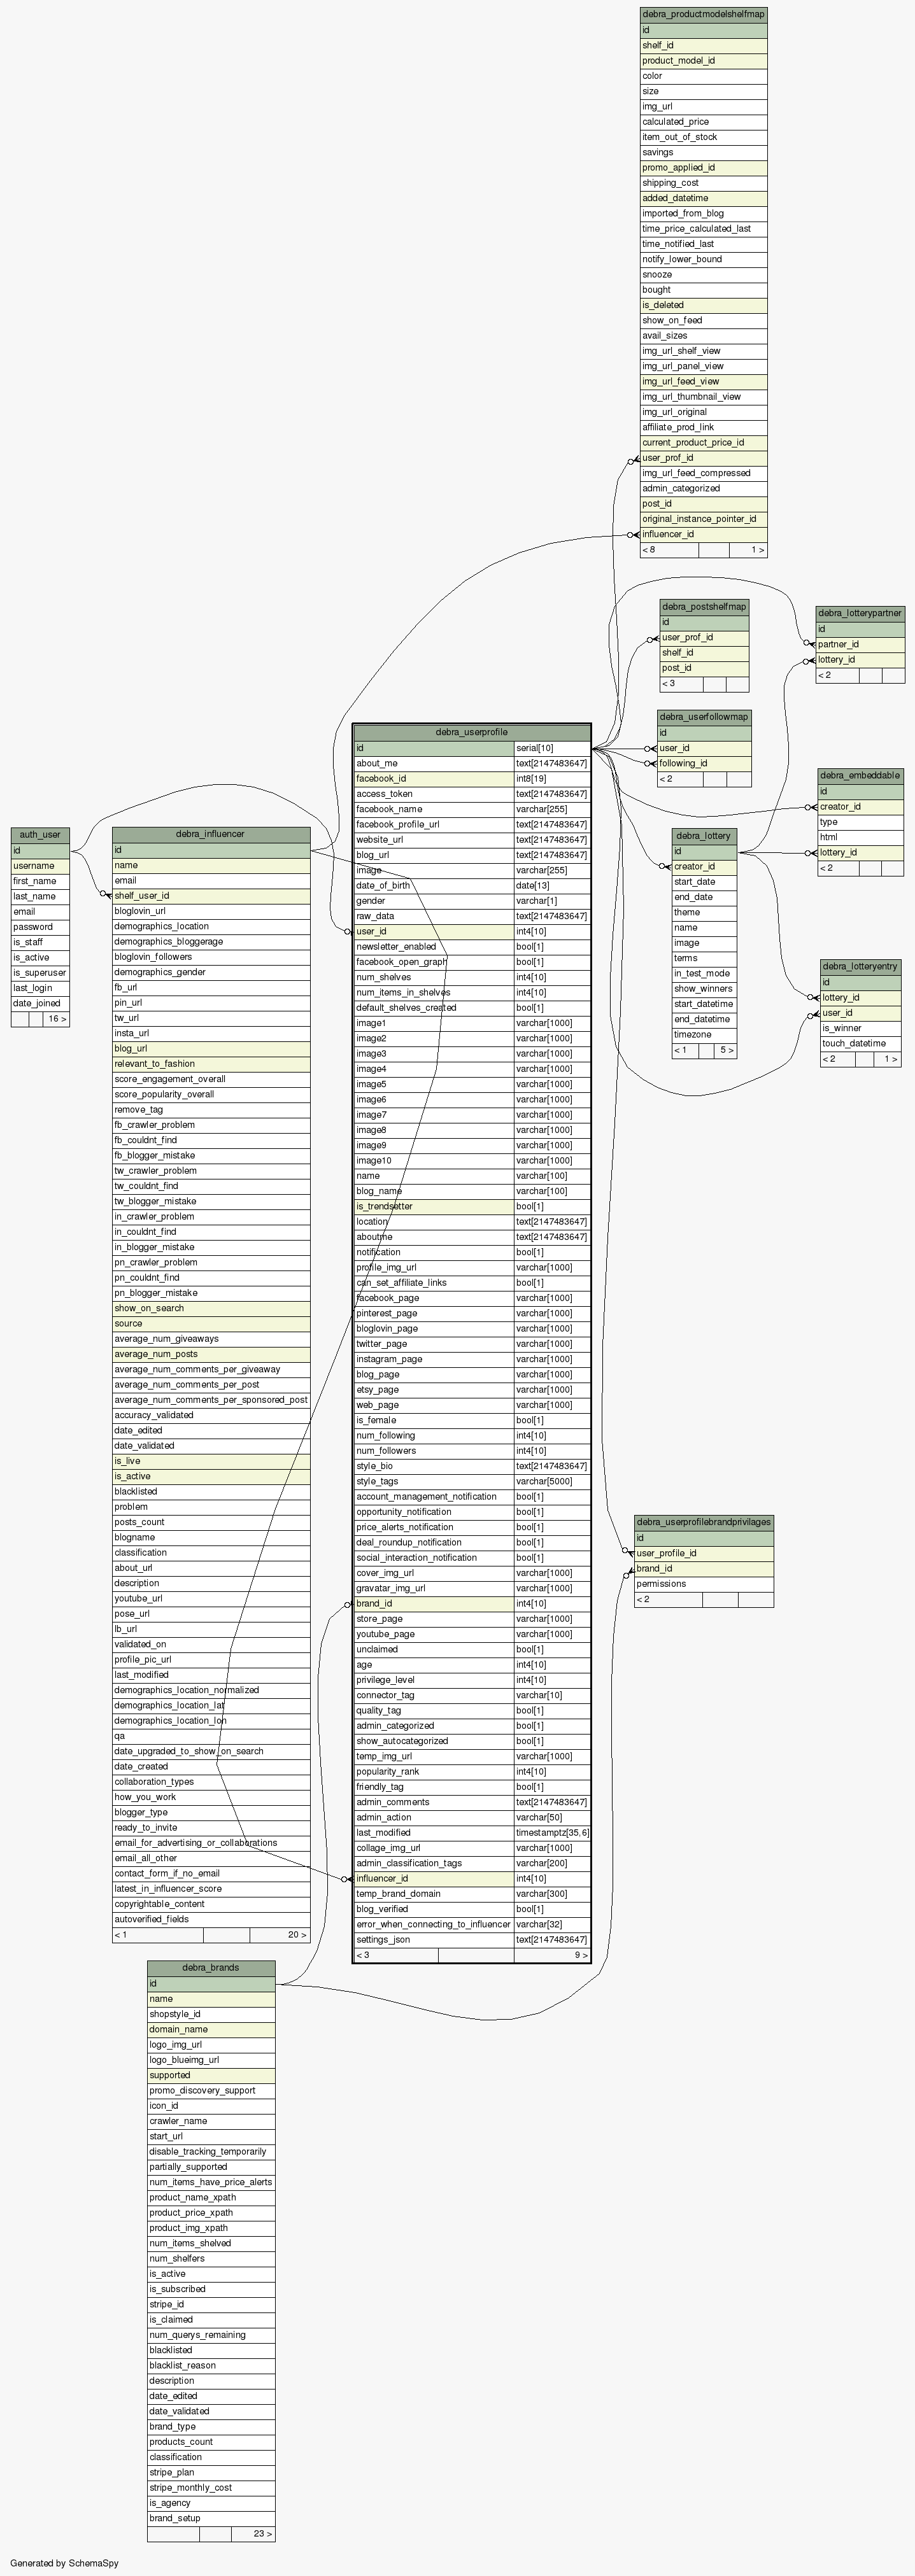 debra_productmodelshelfmap
id
shelf_id
product_model_id
color
size
img_url
calculated_price
item_out_of_stock
savings
promo_applied_id
shipping_cost
added_datetime
imported_from_blog
time_price_calculated_last
time_notified_last
notify_lower_bound
snooze
bought
is_deleted
show_on_feed
avail_sizes
img_url_shelf_view
img_url_panel_view
img_url_feed_view
img_url_thumbnail_view
img_url_original
affiliate_prod_link
current_product_price_id
user_prof_id
img_url_feed_compressed
admin_categorized
post_id
original_instance_pointer_id
influencer_id
< 8 1 >
debra_postshelfmap
id
user_prof_id
shelf_id
post_id
< 3
debra_lotterypartner
id
partner_id
lottery_id
< 2
debra_userfollowmap
id
user_id
following_id
< 2
debra_embeddable
id
creator_id
type
html
lottery_id
< 2
debra_lottery
id
creator_id
start_date
end_date
theme
name
image
terms
in_test_mode
show_winners
start_datetime
end_datetime
timezone
< 1 5 >
debra_lotteryentry
id
lottery_id
user_id
is_winner
touch_datetime
< 2 1 >
auth_user
id
username
first_name
last_name
email
password
is_staff
is_active
is_superuser
last_login
date_joined
16 >
debra_influencer
id
name
email
shelf_user_id
bloglovin_url
demographics_location
demographics_bloggerage
bloglovin_followers
demographics_gender
fb_url
pin_url
tw_url
insta_url
blog_url
relevant_to_fashion
score_engagement_overall
score_popularity_overall
remove_tag
fb_crawler_problem
fb_couldnt_find
fb_blogger_mistake
tw_crawler_problem
tw_couldnt_find
tw_blogger_mistake
in_crawler_problem
in_couldnt_find
in_blogger_mistake
pn_crawler_problem
pn_couldnt_find
pn_blogger_mistake
show_on_search
source
average_num_giveaways
average_num_posts
average_num_comments_per_giveaway
average_num_comments_per_post
average_num_comments_per_sponsored_post
accuracy_validated
date_edited
date_validated
is_live
is_active
blacklisted
problem
posts_count
blogname
classification
about_url
description
youtube_url
pose_url
lb_url
validated_on
profile_pic_url
last_modified
demographics_location_normalized
demographics_location_lat
demographics_location_lon
qa
date_upgraded_to_show_on_search
date_created
collaboration_types
how_you_work
blogger_type
ready_to_invite
email_for_advertising_or_collaborations
email_all_other
contact_form_if_no_email
latest_in_influencer_score
copyrightable_content
autoverified_fields
< 1 20 >
debra_userprofile
id serial[10]
about_me text[2147483647]
facebook_id int8[19]
access_token text[2147483647]
facebook_name varchar[255]
facebook_profile_url text[2147483647]
website_url text[2147483647]
blog_url text[2147483647]
image varchar[255]
date_of_birth date[13]
gender varchar[1]
raw_data text[2147483647]
user_id int4[10]
newsletter_enabled bool[1]
facebook_open_graph bool[1]
num_shelves int4[10]
num_items_in_shelves int4[10]
default_shelves_created bool[1]
image1 varchar[1000]
image2 varchar[1000]
image3 varchar[1000]
image4 varchar[1000]
image5 varchar[1000]
image6 varchar[1000]
image7 varchar[1000]
image8 varchar[1000]
image9 varchar[1000]
image10 varchar[1000]
name varchar[100]
blog_name varchar[100]
is_trendsetter bool[1]
location text[2147483647]
aboutme text[2147483647]
notification bool[1]
profile_img_url varchar[1000]
can_set_affiliate_links bool[1]
facebook_page varchar[1000]
pinterest_page varchar[1000]
bloglovin_page varchar[1000]
twitter_page varchar[1000]
instagram_page varchar[1000]
blog_page varchar[1000]
etsy_page varchar[1000]
web_page varchar[1000]
is_female bool[1]
num_following int4[10]
num_followers int4[10]
style_bio text[2147483647]
style_tags varchar[5000]
account_management_notification bool[1]
opportunity_notification bool[1]
price_alerts_notification bool[1]
deal_roundup_notification bool[1]
social_interaction_notification bool[1]
cover_img_url varchar[1000]
gravatar_img_url varchar[1000]
brand_id int4[10]
store_page varchar[1000]
youtube_page varchar[1000]
unclaimed bool[1]
age int4[10]
privilege_level int4[10]
connector_tag varchar[10]
quality_tag bool[1]
admin_categorized bool[1]
show_autocategorized bool[1]
temp_img_url varchar[1000]
popularity_rank int4[10]
friendly_tag bool[1]
admin_comments text[2147483647]
admin_action varchar[50]
last_modified timestamptz[35,6]
collage_img_url varchar[1000]
admin_classification_tags varchar[200]
influencer_id int4[10]
temp_brand_domain varchar[300]
blog_verified bool[1]
error_when_connecting_to_influencer varchar[32]
settings_json text[2147483647]
< 3 9 >
debra_userprofilebrandprivilages
id
user_profile_id
brand_id
permissions
< 2
debra_brands
id
name
shopstyle_id
domain_name
logo_img_url
logo_blueimg_url
supported
promo_discovery_support
icon_id
crawler_name
start_url
disable_tracking_temporarily
partially_supported
num_items_have_price_alerts
product_name_xpath
product_price_xpath
product_img_xpath
num_items_shelved
num_shelfers
is_active
is_subscribed
stripe_id
is_claimed
num_querys_remaining
blacklisted
blacklist_reason
description
date_edited
date_validated
brand_type
products_count
classification
stripe_plan
stripe_monthly_cost
is_agency
brand_setup
23 >
Generated by SchemaSpy